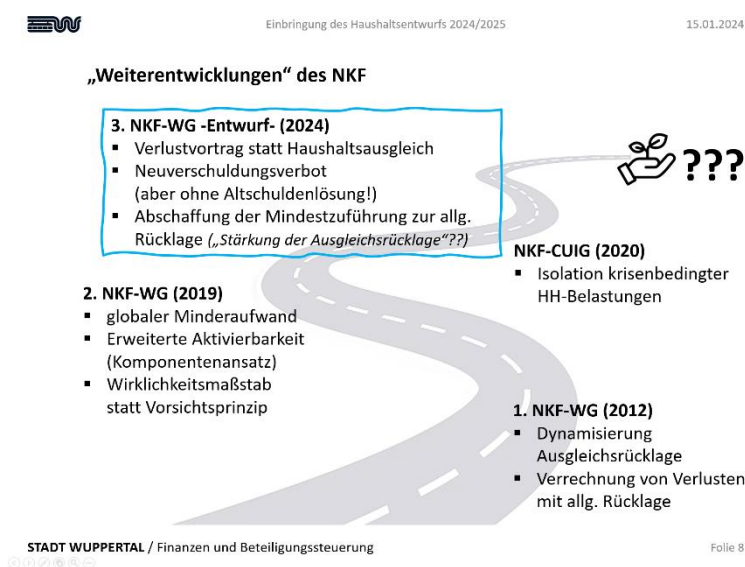 Einbringung des Haushaltsentwurfs 2024/2025
15.01.2024
„Weiterentwicklungen“ des NKF
3. NKF-WG -Entwurf- (2024)
▪ Verlustvortrag statt Haushaltsausgleich
▪ Neuverschuldungsverbot
(aber ohne Altschuldenlösung!)
▪ Abschaffung der Mindestzuführung zur allg.
Rücklage („Stärkung der Ausgleichsrücklage“??)
???
NKF-CUIG (2020)
▪ Isolation krisenbedingter
HH-Belastungen
2. NKF-WG (2019)
▪ globaler Minderaufwand
▪ Erweiterte Aktivierbarkeit
(Komponentenansatz)
▪ Wirklichkeitsmaßstab
statt Vorsichtsprinzip
1. NKF-WG (2012)
▪ Dynamisierung
Ausgleichsrücklage
▪ Verrechnung von Verlusten
mit allg. Rücklage
STADT WUPPERTAL / Finanzen und Beteiligungssteuerung
Folie 8